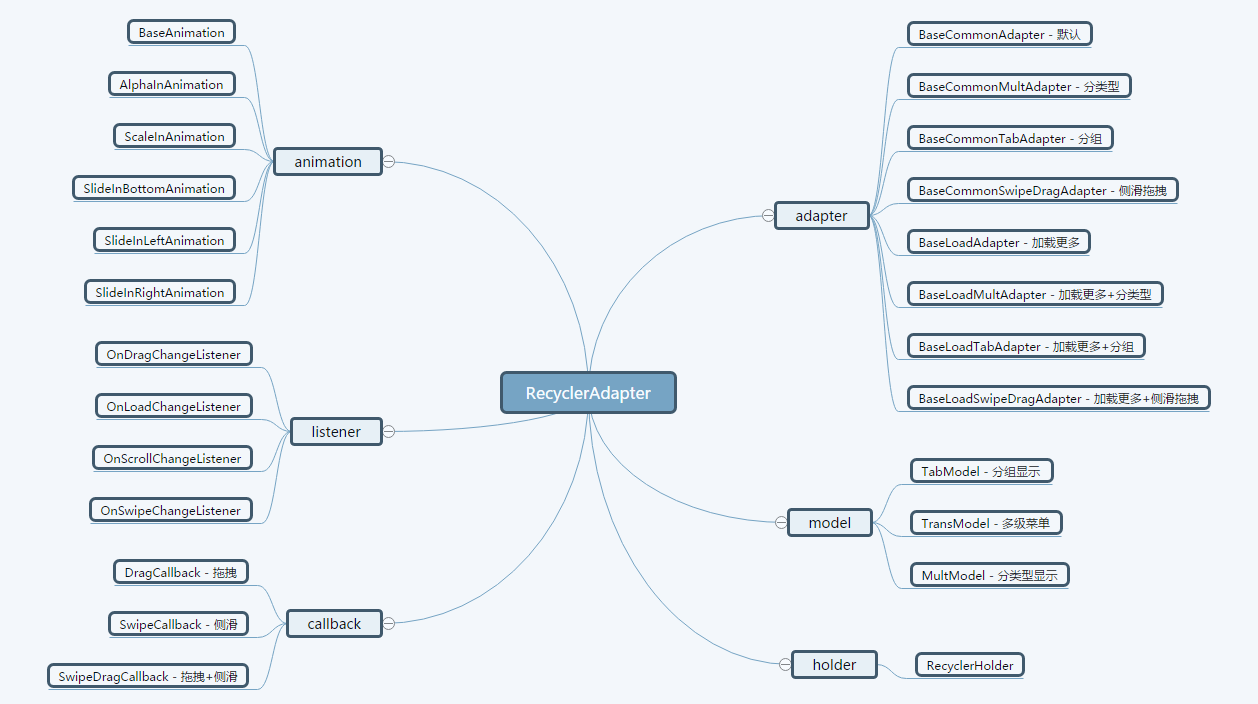 RecyclerAdapter
animation
BaseAnimation
AlphaInAnimation
ScaleInAnimation
SlideInBottomAnimation
SlideInLeftAnimation
SlideInRightAnimation
listener
OnDragChangeListener
OnLoadChangeListener
OnScrollChangeListener
OnSwipeChangeListener
callback
DragCallback - 拖拽
SwipeCallback - 侧滑
SwipeDragCallback - 拖拽+侧滑
adapter
BaseCommonAdapter - 默认
BaseCommonMultAdapter - 分类型
BaseCommonTabAdapter - 分组
BaseCommonSwipeDragAdapter - 侧滑拖拽
BaseLoadAdapter - 加载更多
BaseLoadMultAdapter - 加载更多+分类型
BaseLoadTabAdapter - 加载更多+分组
BaseLoadSwipeDragAdapter - 加载更多+侧滑拖拽
model
TabModel - 分组显示
TransModel - 多级菜单
MultModel - 分类型显示
holder
RecyclerHolder